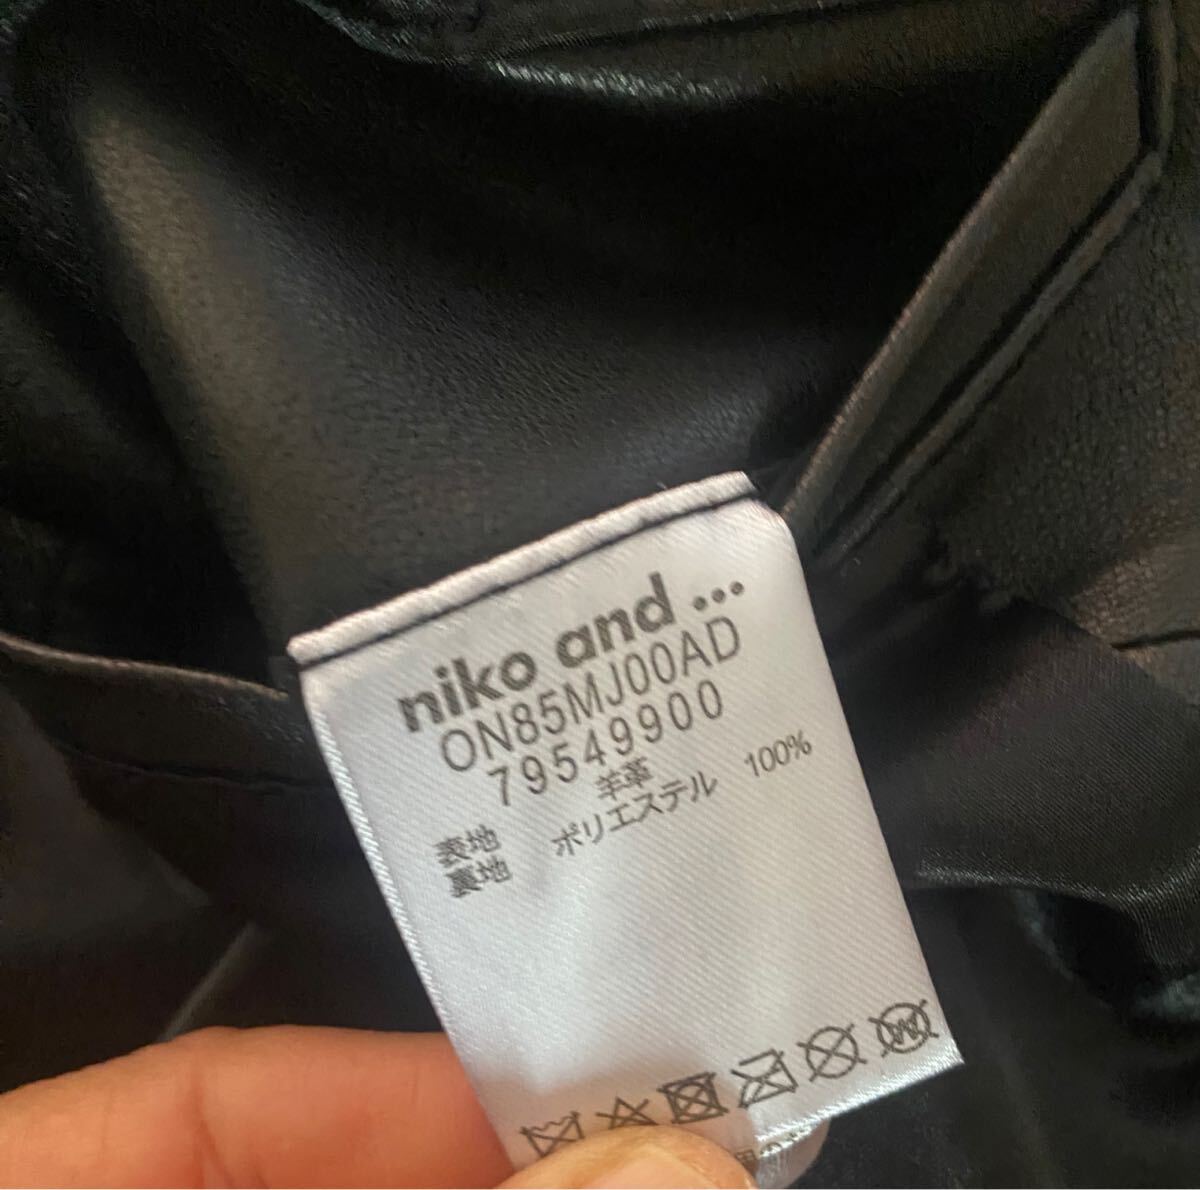 niko and ...
ON85MJ00AD
79549900
表地 羊革
裏地 ポリエステル 100%
W